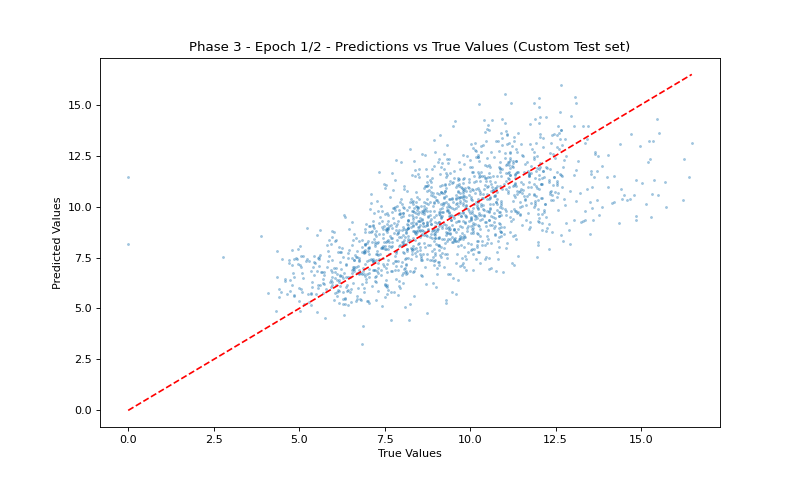 Phase 3 - Epoch 1/2 - Predictions vs True Values (Custom Test set)
15.0
12.5
10.0
7.5
5.0
2.5
0.0
Predicted Values
0.0 2.5 5.0 7.5 10.0 12.5 15.0
True Values